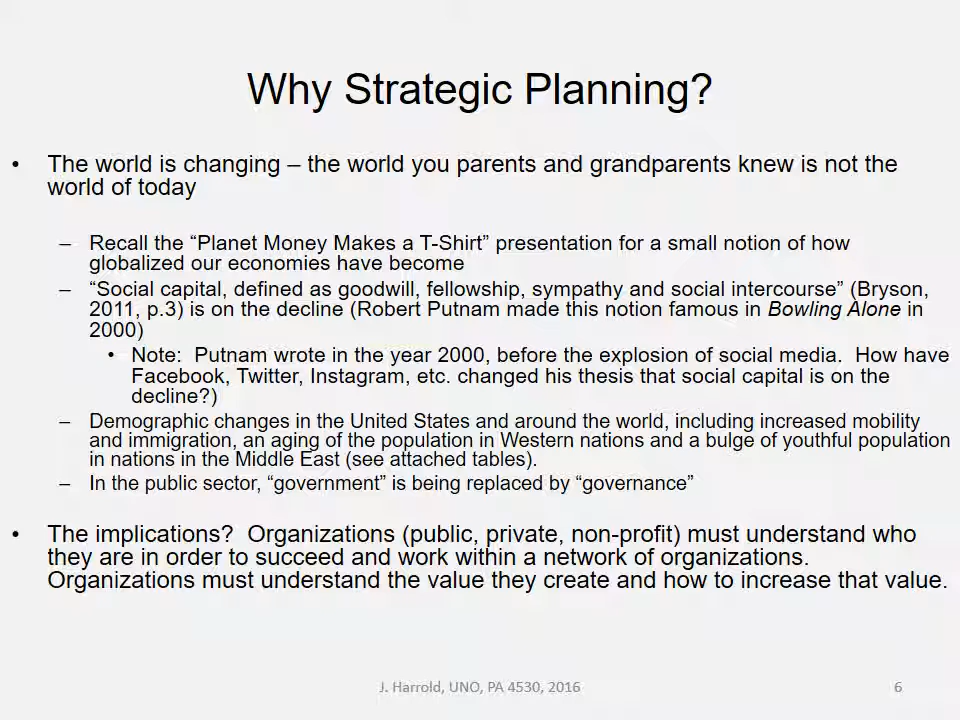 Why Strategic Planning?
• The world is changing – the world you parents and grandparents knew is not the
world of today
– Recall the “Planet Money Makes a T-Shirt” presentation for a small notion of how
globalized our economies have become
– “Social capital, defined as goodwill, fellowship, sympathy and social intercourse” (Bryson,
2011, p.3) is on the decline (Robert Putnam made this notion famous in Bowling Alone in
2000)
• Note:  Putnam wrote in the year 2000, before the explosion of social media.  How have
Facebook, Twitter, Instagram, etc. changed his thesis that social capital is on the
decline?)
– Demographic changes in the United States and around the world, including increased mobility
and immigration, an aging of the population in Western nations and a bulge of youthful population
in nations in the Middle East (see attached tables).
– In the public sector, “government” is being replaced by “governance”
• The implications?  Organizations (public, private, non-profit) must understand who
they are in order to succeed and work within a network of organizations.
Organizations must understand the value they create and how to increase that value.
J. Harrold, UNO, PA 4530, 2016
6